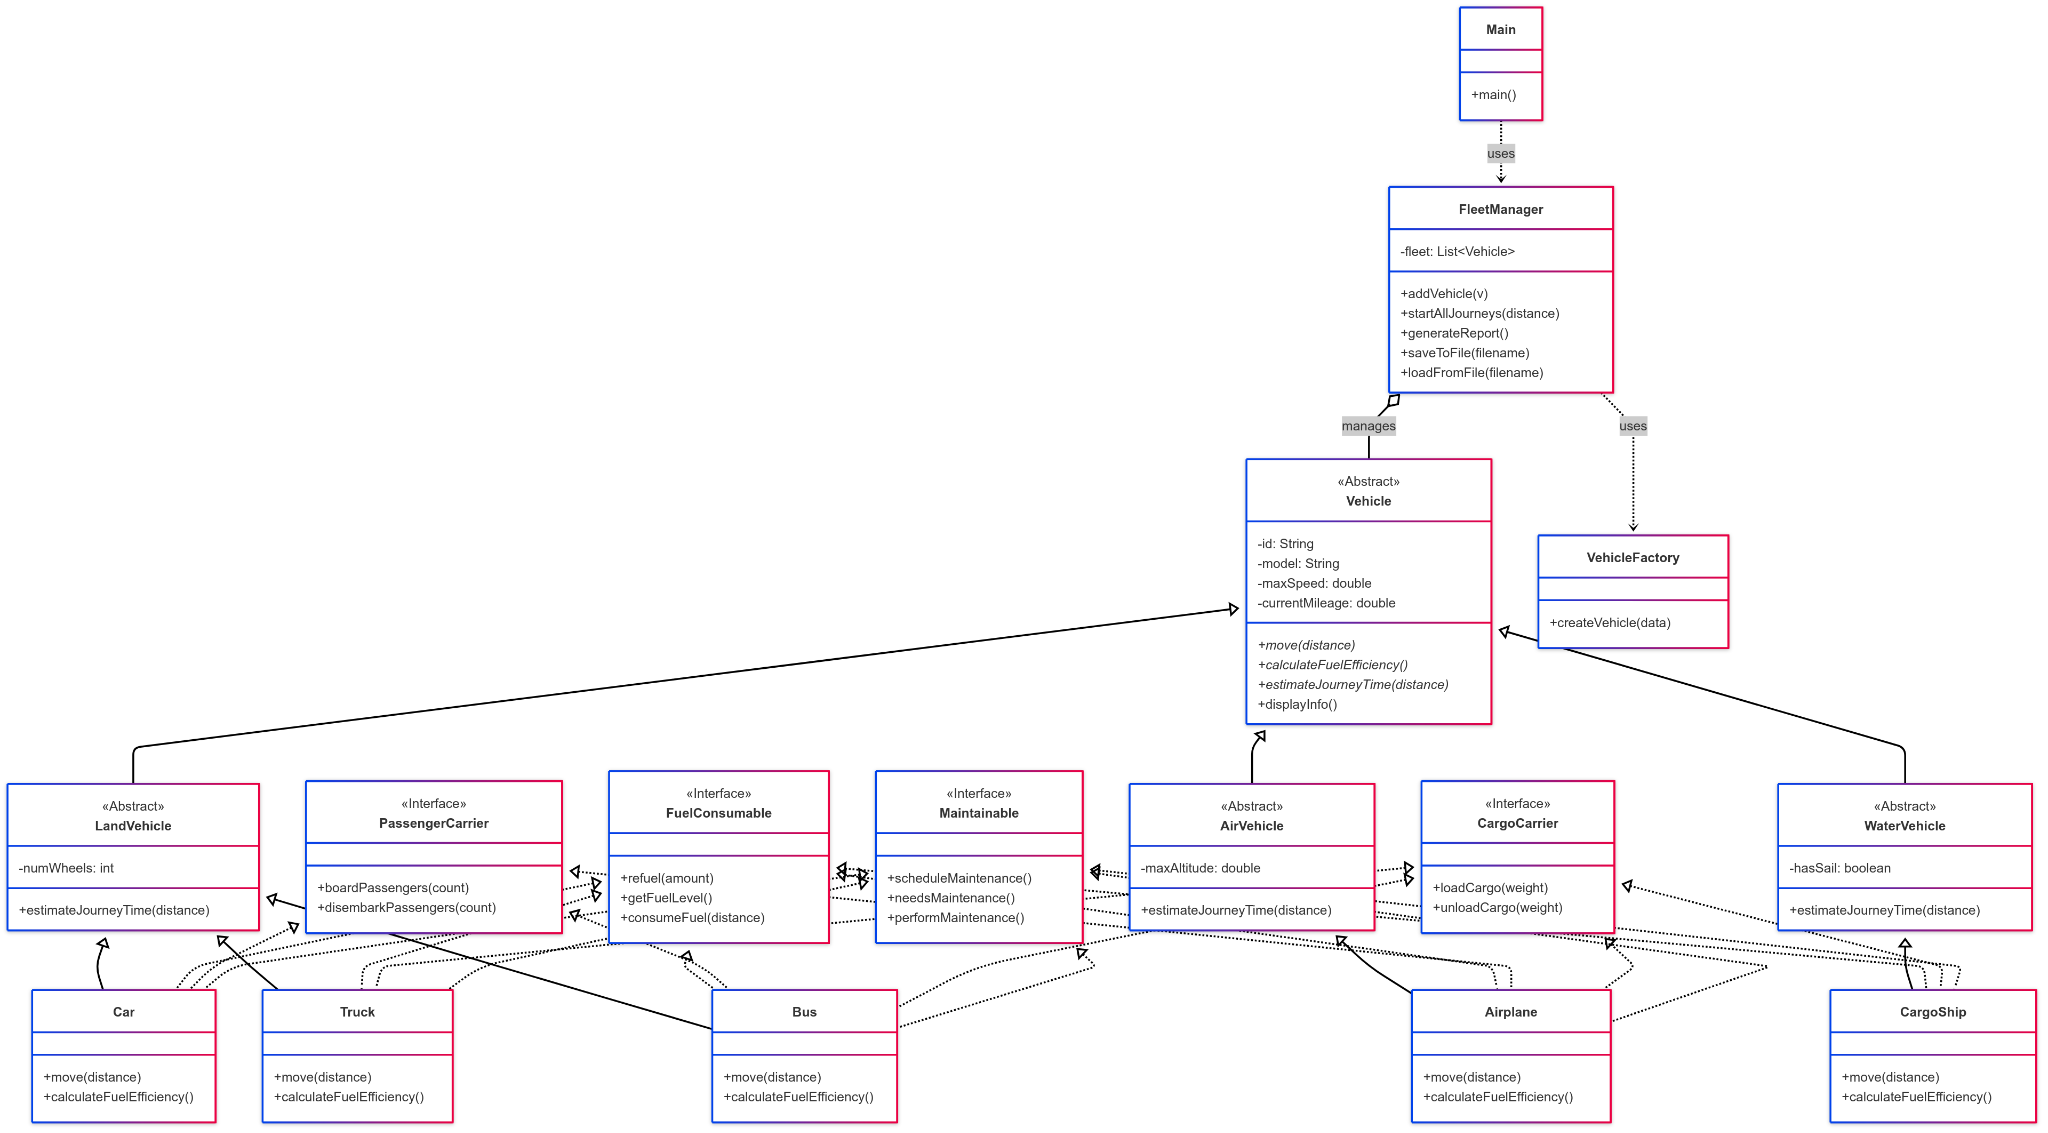 Main
+main()
uses
FleetManager
-fleet: List<Vehicle>
+addVehicle(v)
+startAllJourneys(distance)
+generateReport()
+saveToFile(filename)
+loadFromFile(filename)
manages
uses
«Abstract»
Vehicle
-id: String
-model: String
-maxSpeed: double
-currentMileage: double
+move(distance)
+calculateFuelEfficiency()
+estimateJourneyTime(distance)
+displayInfo()
VehicleFactory
+createVehicle(data)
«Abstract»
LandVehicle
-numWheels: int
+estimateJourneyTime(distance)
«Interface»
PassengerCarrier
+boardPassengers(count)
+disembarkPassengers(count)
«Interface»
FuelConsumable
+refuel(amount)
+getFuelLevel()
+consumeFuel(distance)
«Interface»
Maintainable
+scheduleMaintenance()
+needsMaintenance()
+performMaintenance()
«Abstract»
AirVehicle
-maxAltitude: double
+estimateJourneyTime(distance)
«Interface»
CargoCarrier
+loadCargo(weight)
+unloadCargo(weight)
«Abstract»
WaterVehicle
-hasSail: boolean
+estimateJourneyTime(distance)
Car
+move(distance)
+calculateFuelEfficiency()
Truck
+move(distance)
+calculateFuelEfficiency()
Bus
+move(distance)
+calculateFuelEfficiency()
Airplane
+move(distance)
+calculateFuelEfficiency()
CargoShip
+move(distance)
+calculateFuelEfficiency()